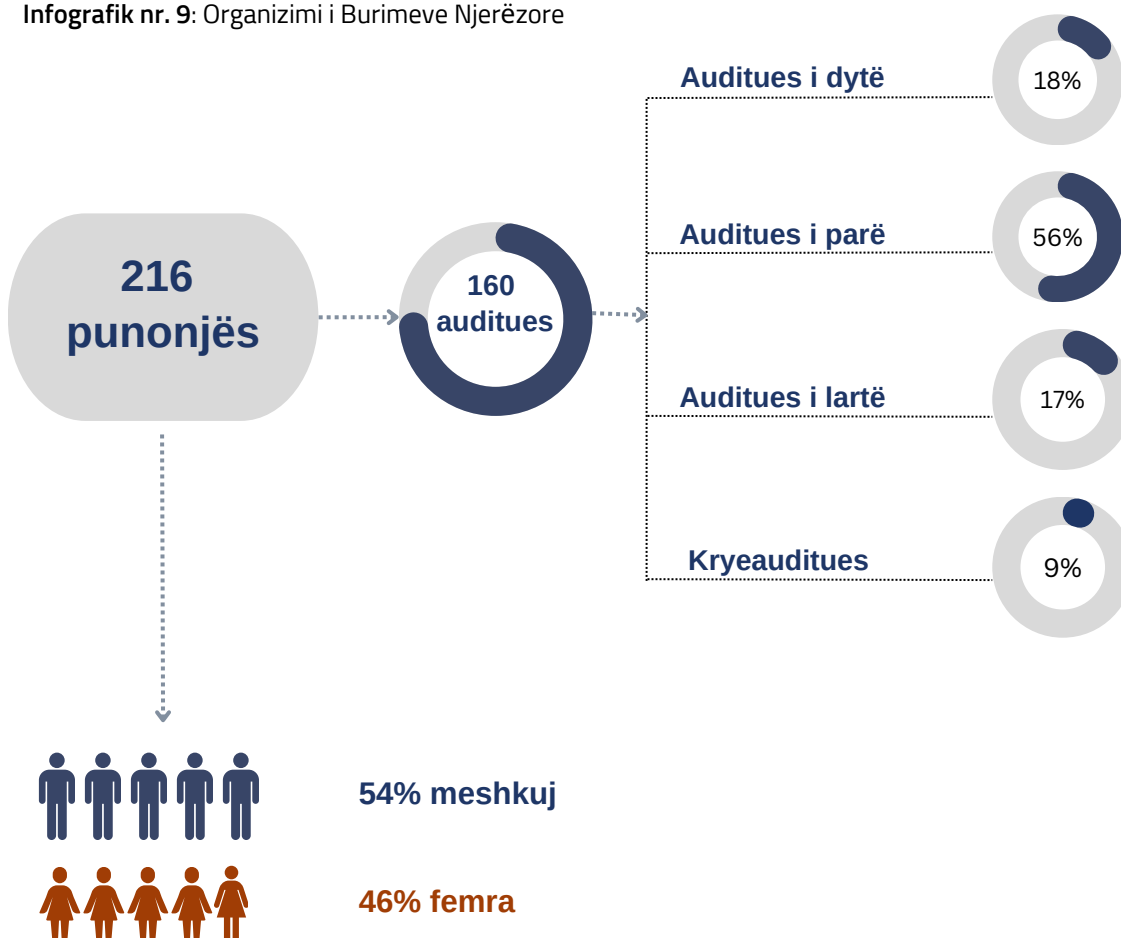 Infografik nr. 9: Organizimi i Burimeve Njerëzore
216
punonjës
160
auditues
Auditues i dytë
18%
Auditues i parë
56%
Auditues i lartë
17%
Kryeauditues
9%
54% meshkuj
46% femra